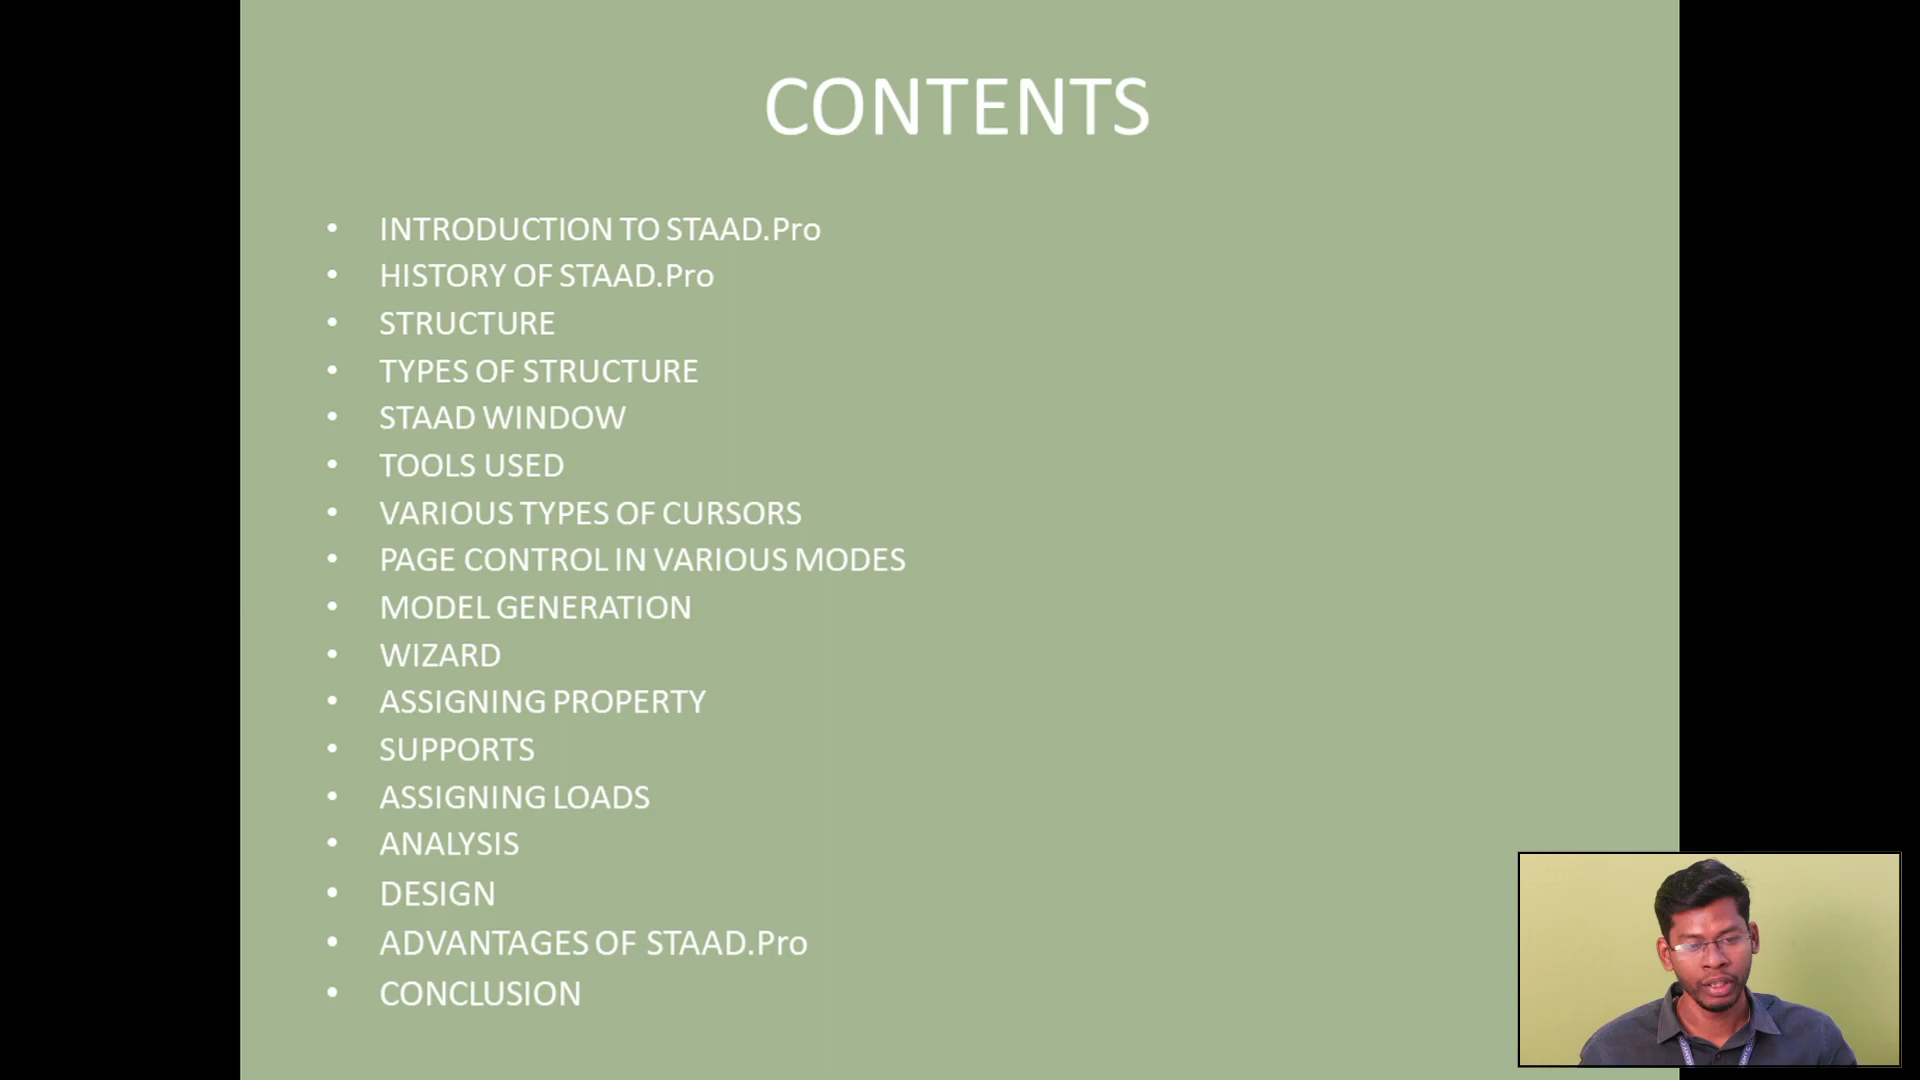 CONTENTS
• INTRODUCTION TO STAAD.Pro
• HISTORY OF STAAD.Pro
• STRUCTURE
• TYPES OF STRUCTURE
• STAAD WINDOW
• TOOLS USED
• VARIOUS TYPES OF CURSORS
• PAGE CONTROL IN VARIOUS MODES
• MODEL GENERATION
• WIZARD
• ASSIGNING PROPERTY
• SUPPORTS
• ASSIGNING LOADS
• ANALYSIS
• DESIGN
• ADVANTAGES OF STAAD.Pro
• CONCLUSION